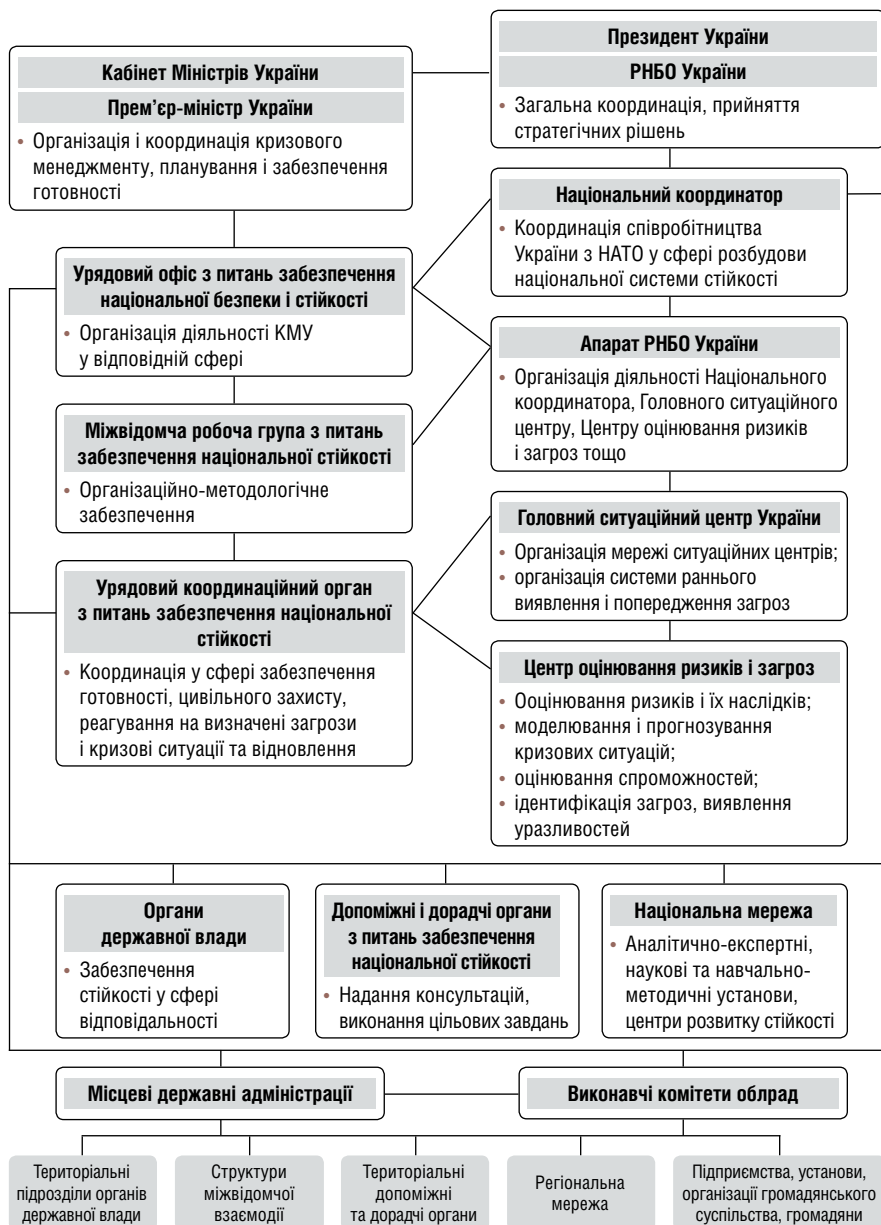 Президент України
РНБО України
• Загальна координація, прийняття
стратегічних рішень
Кабінет Міністрів України
Прем’єр-міністр України
• Організація і координація кризового
менеджменту, планування і забезпечення
готовності
Національний координатор
• Координація співробітництва
України з НАТО у сфері розбудови
національної системи стійкості
Урядовий офіс з питань забезпечення
національної безпеки і стійкості
• Організація діяльності КМУ
у відповідній сфері
Апарат РНБО України
• Організація діяльності Національного
координатора, Головного ситуаційного
центру, Центру оцінювання ризиків
і загроз тощо
Міжвідомча робоча група з питань
забезпечення національної стійкості
• Організаційно-методологічне
забезпечення
Головний ситуаційний центр України
• Організація мережі ситуаційних центрів;
• організація системи раннього
виявлення і попередження загроз
Урядовий координаційний орган
з питань забезпечення національної
стійкості
• Координація у сфері забезпечення
готовності, цивільного захисту,
реагування на визначені загрози
і кризові ситуації та відновлення
Центр оцінювання ризиків і загроз
• Ооцінювання ризиків і їх наслідків;
• моделювання і прогнозування
кризових ситуацій;
• оцінювання спроможностей;
• ідентифікація загроз, виявлення
уразливостей
Органи
державної влади
• Забезпечення
стійкості у сфері
відповідальності
Допоміжні і дорадчі органи
з питань забезпечення
національної стійкості
• Надання консультацій,
виконання цільових завдань
Національна мережа
• Аналітично-експертні,
наукові та навчально-
методичні установи,
центри розвитку стійкості
Місцеві державні адміністрації
Виконавчі комітети облрад
Територіальні
підрозділи органів
державної влади
Структури
міжвідомчої
взаємодії
Територіальні
допоміжні
та дорадчі органи
Регіональна
мережа
Підприємства, установи,
організації громадянського
суспільства, громадяни